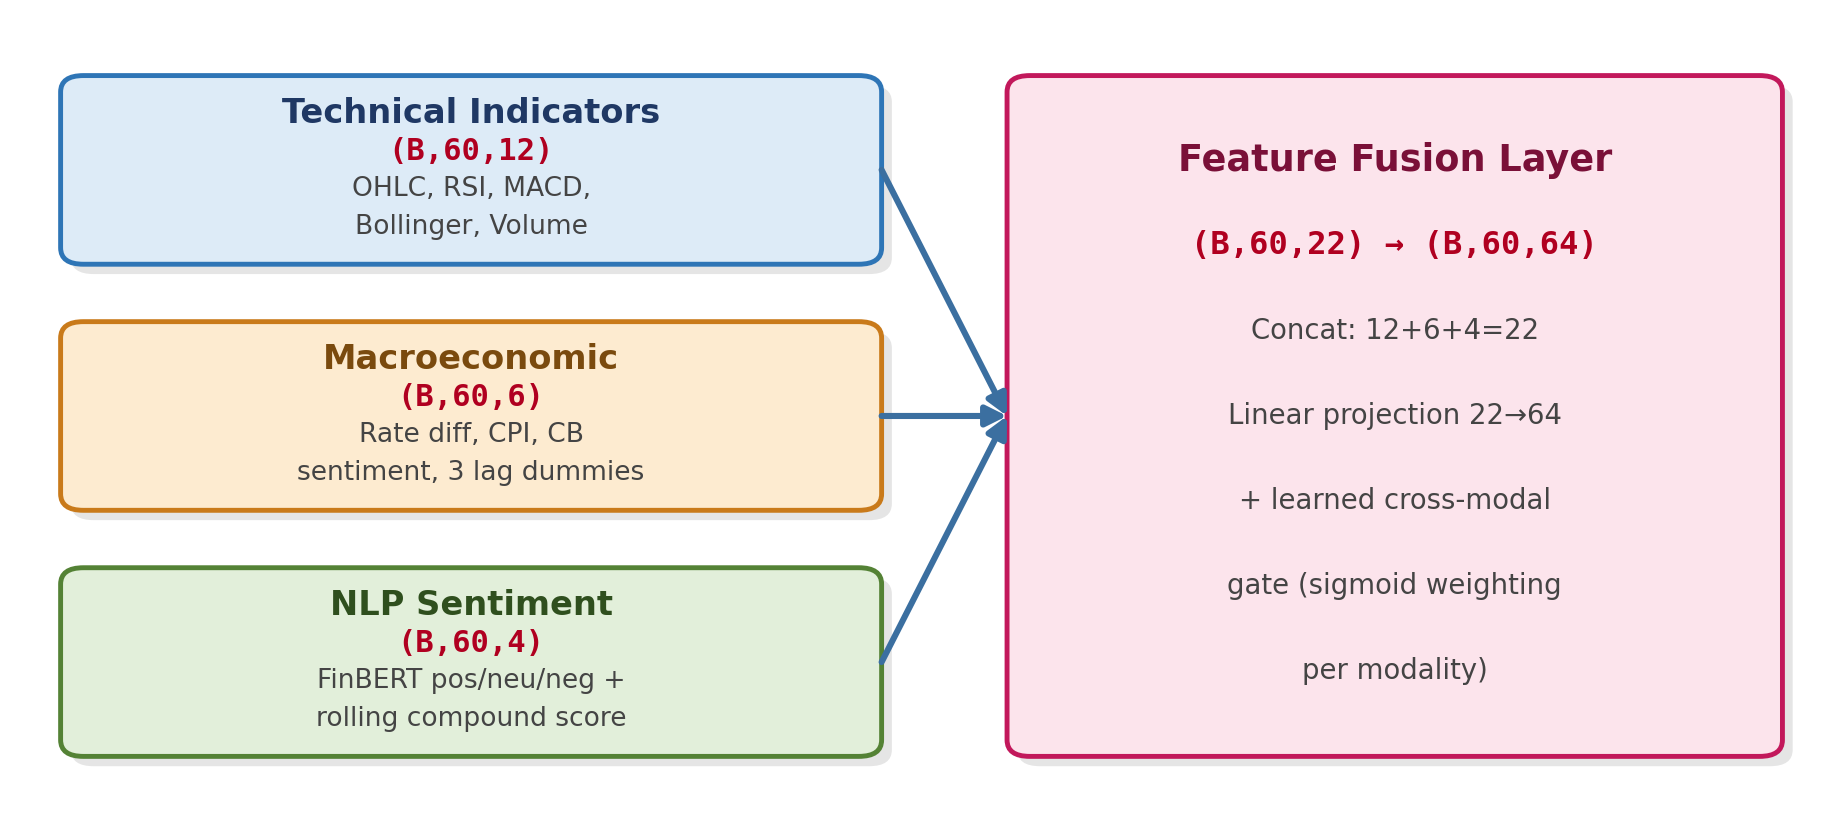 Technical Indicators
(B,60,12)
OHLC, RSI, MACD,
Bollinger, Volume
Macroeconomic
(B,60,6)
Rate diff, CPI, CB
sentiment, 3 lag dummies
NLP Sentiment
(B,60,4)
FinBERT pos/neu/neg +
rolling compound score
Feature Fusion Layer
(B,60,22) → (B,60,64)
Concat: 12+6+4=22
Linear projection 22→64
+ learned cross-modal
gate (sigmoid weighting
per modality)